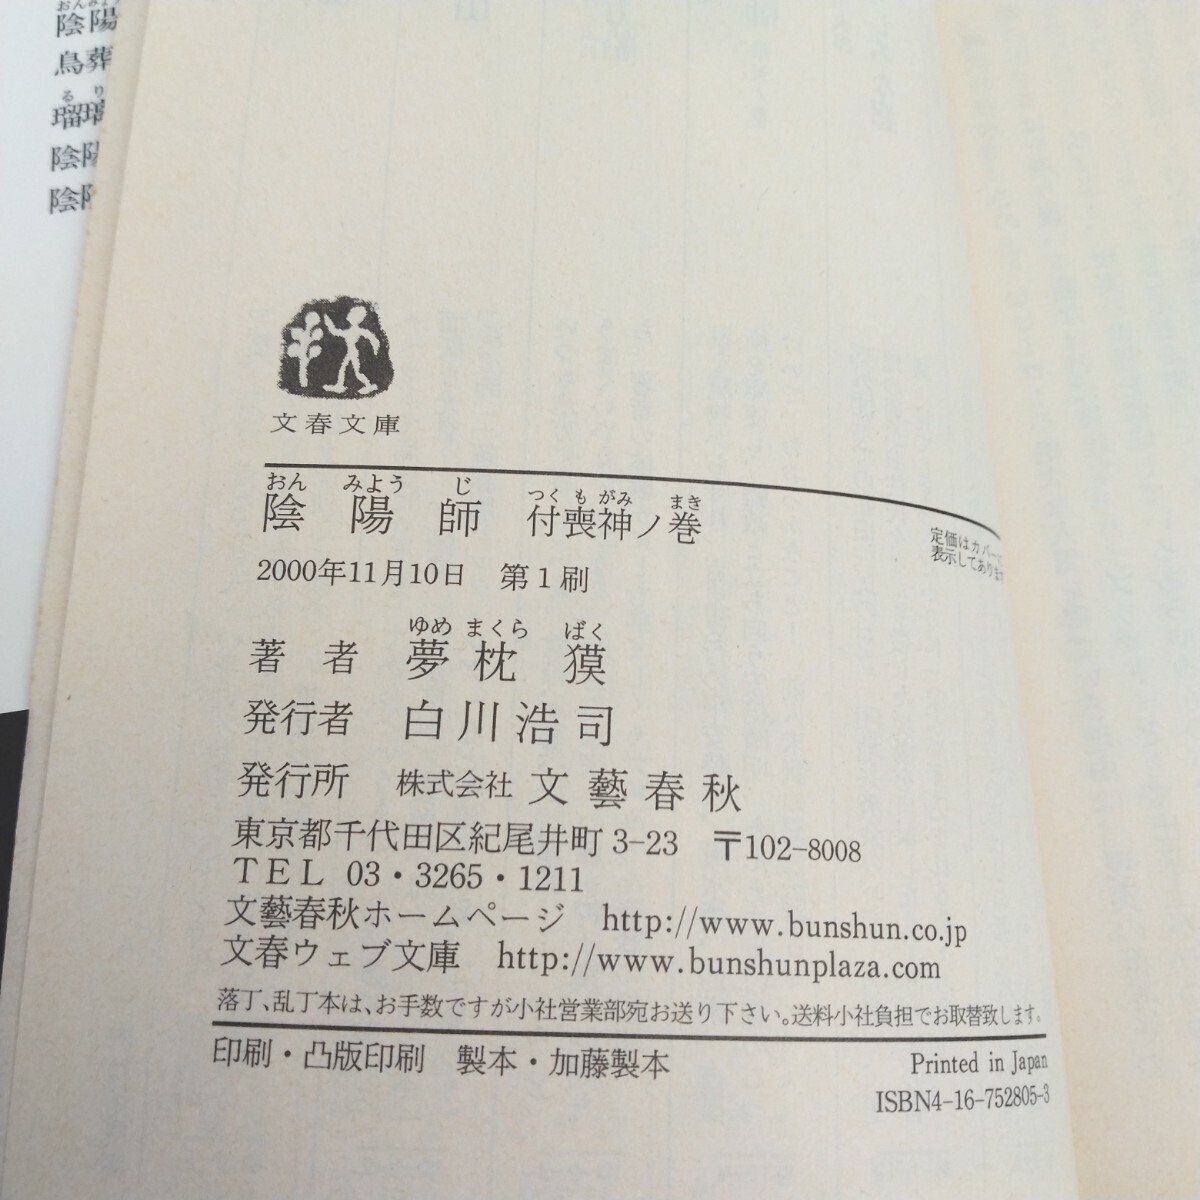 陰陽
鳥葬
瑠璃
陰陽
陰
文春文庫
陰陽師 付喪神ノ巻
おんみようじ つくもがみ まき
定価はカバーに
表示してあります
2000年11月10日 第1刷
著者 夢枕獏
ゆめまくら ばく
発行者 白川浩司
発行所 株式会社 文藝春秋
東京都千代田区紀尾井町3-23 〒102-8008
TEL 03・3265・1211
文藝春秋ホームページ http://www.bunshun.co.jp
文春ウェブ文庫 http://www.bunshunplaza.com
落丁、乱丁本は、お手数ですが小社営業部宛お送り下さい。送料小社負担でお取替致します。
印刷・凸版印刷 製本・加藤製本
Printed in Japan
ISBN4-16-752805-3